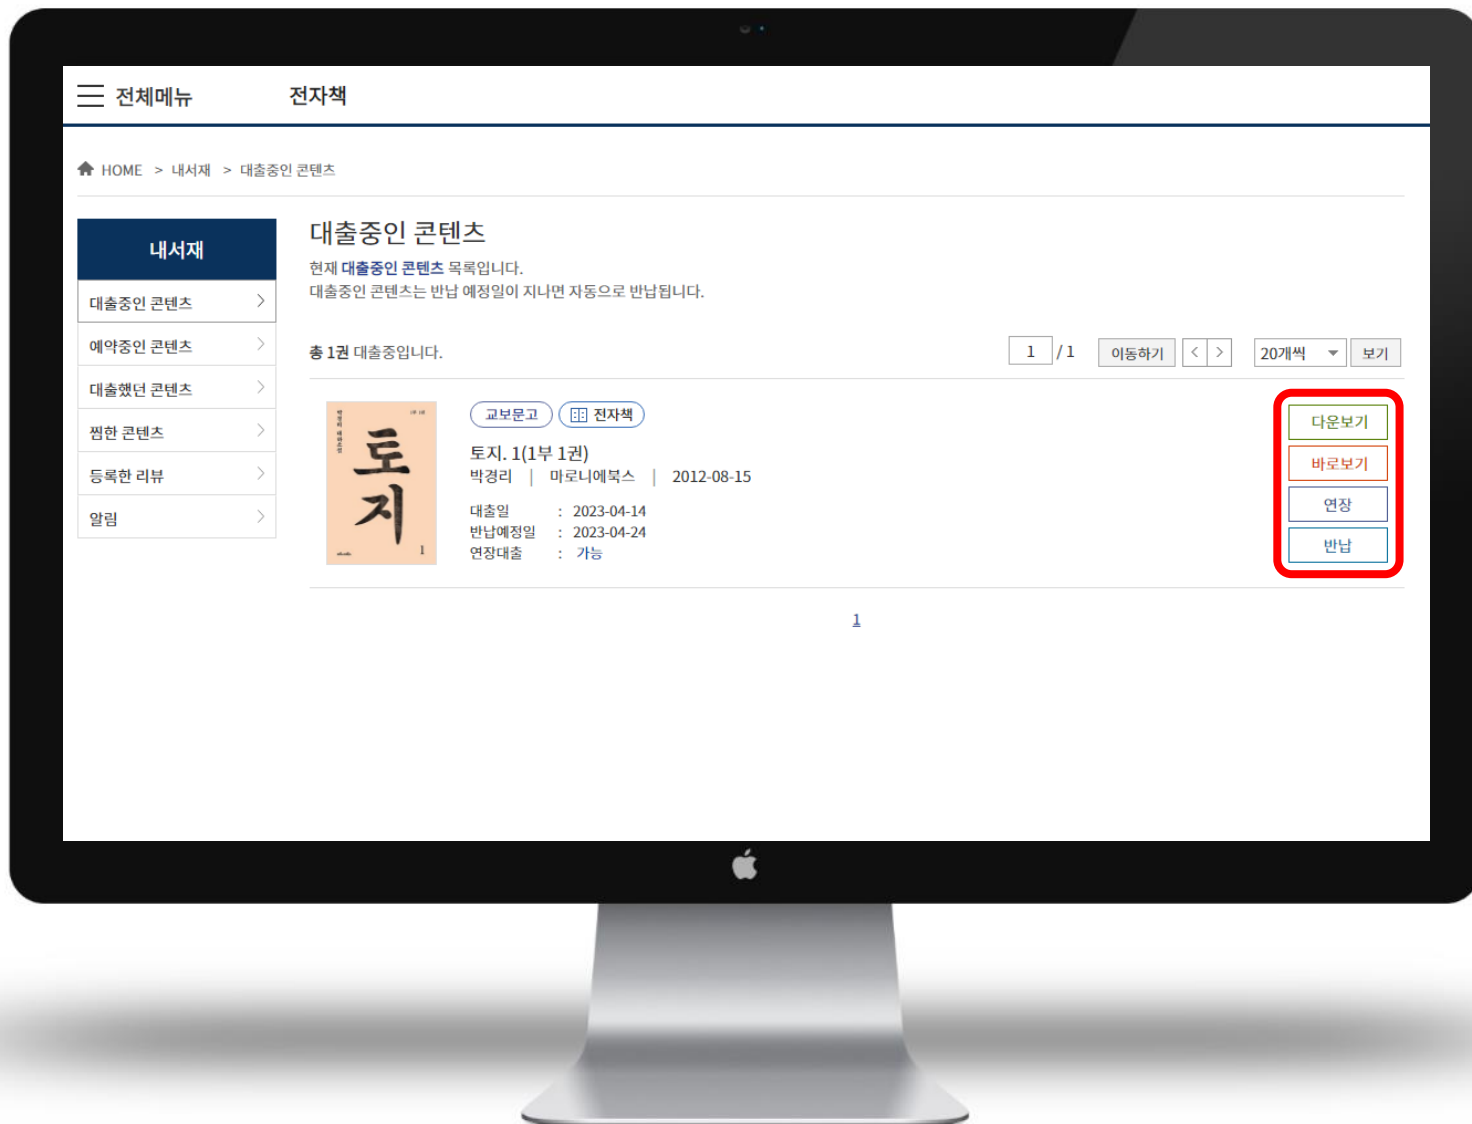 전체메뉴 전자책
HOME > 내서재 > 대출중인 콘텐츠
내서재
대출중인 콘텐츠
예약중인 콘텐츠
대출했던 콘텐츠
찜한 콘텐츠
등록한 리뷰
알림
대출중인 콘텐츠
현재 대출중인 콘텐츠 목록입니다.
대출중인 콘텐츠는 반납 예정일이 지나면 자동으로 반납됩니다.
총 1권 대출중입니다.
1 / 1 이동하기 < > 20개씩 보기
토지
1
교보문고 전자책
토지. 1(1부 1권)
박경리 | 마로니에북스 | 2012-08-15
대출일 : 2023-04-14
반납예정일 : 2023-04-24
연장대출 : 가능
다운보기
바로보기
연장
반납
1